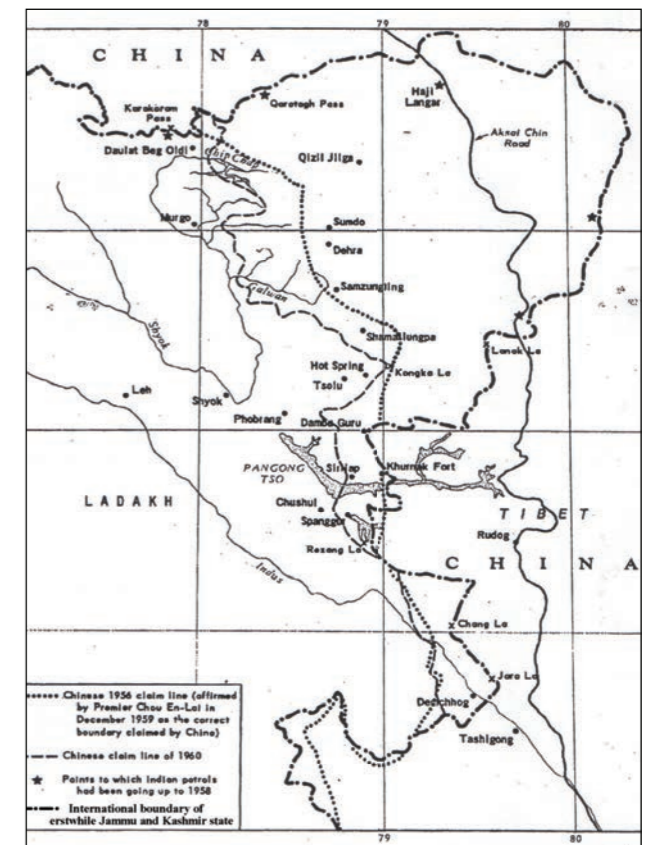 78
79
80
C H I N A
Karakoram
Pass
Qaratagh Pass
Haji
Langar
Aksai Chin
Road
Daulat Beg Oldi
Chip Chap
Qizil Jilga
Murgo
Sumdo
Dehra
Galwan
Samzungling
Shyok
Shamallungpa
Lanak La
Hot Spring
Kongka La
Tsolu
Leh
Shyok
Phobrang
Dambu Guru
PANGONG
TSO
Sirijap
Khurnak Fort
LADAKH
Chushul
Spanggur
TIBET
Rudog
Rezang La
Indus
C H I N A
Chang La
Jara La
Demchhog
Tashigong
Chinese 1956 claim line (affirmed
by Premier Chou En-Lai in
December 1959 as the correct
boundary claimed by China)
Chinese claim line of 1960
Points to which Indian patrols
had been going up to 1958
International boundary of
erstwhile Jammu and Kashmir state
79
80